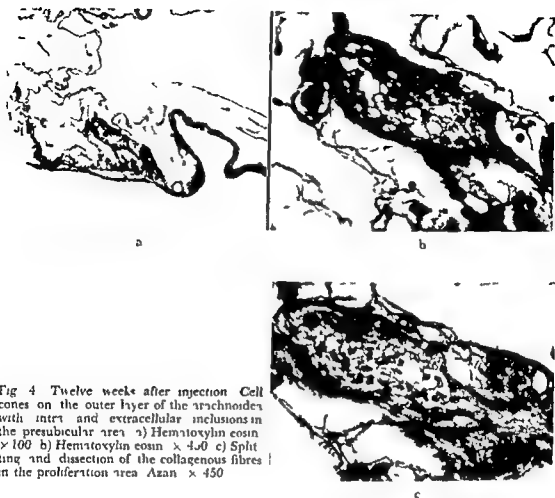 a
b
Fig 4 Twelve weeks after injection Cell
cones on the outer layer of the arachnoidea
with intra and extracellular inclusions in
the presubicular area a) Hematoxylin eosin
× 100 b) Hematoxylin eosin × 450 c) Split
ting and dissection of the collagenous fibres
in the proliferation area Azan × 450
c